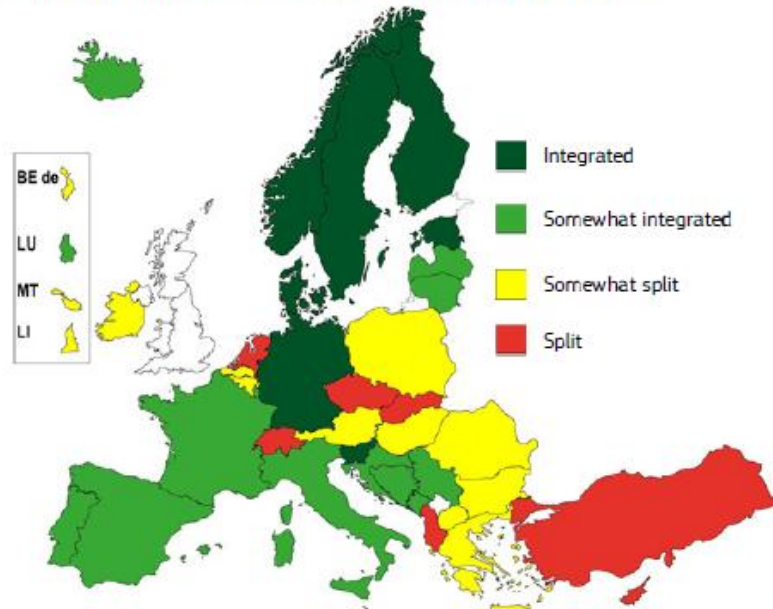 Integrated
BE de
Somewhat integrated
LU
Somewhat split
MT
Split
LI